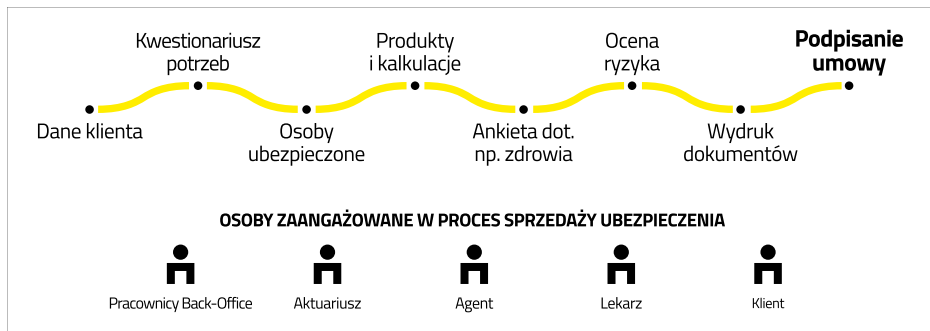 Kwestionariusz
potrzeb
Produkty
i kalkulacje
Ocena
ryzyka
Podpisanie
umowy
Dane klienta
Osoby
ubezpieczone
Ankieta dot.
np. zdrowia
Wydruk
dokumentów
OSOBY ZAANGAŻOWANE W PROCES SPRZEDAŻY UBEZPIECZENIA
Pracownicy Back-Office
Aktuariusz
Agent
Lekarz
Klient